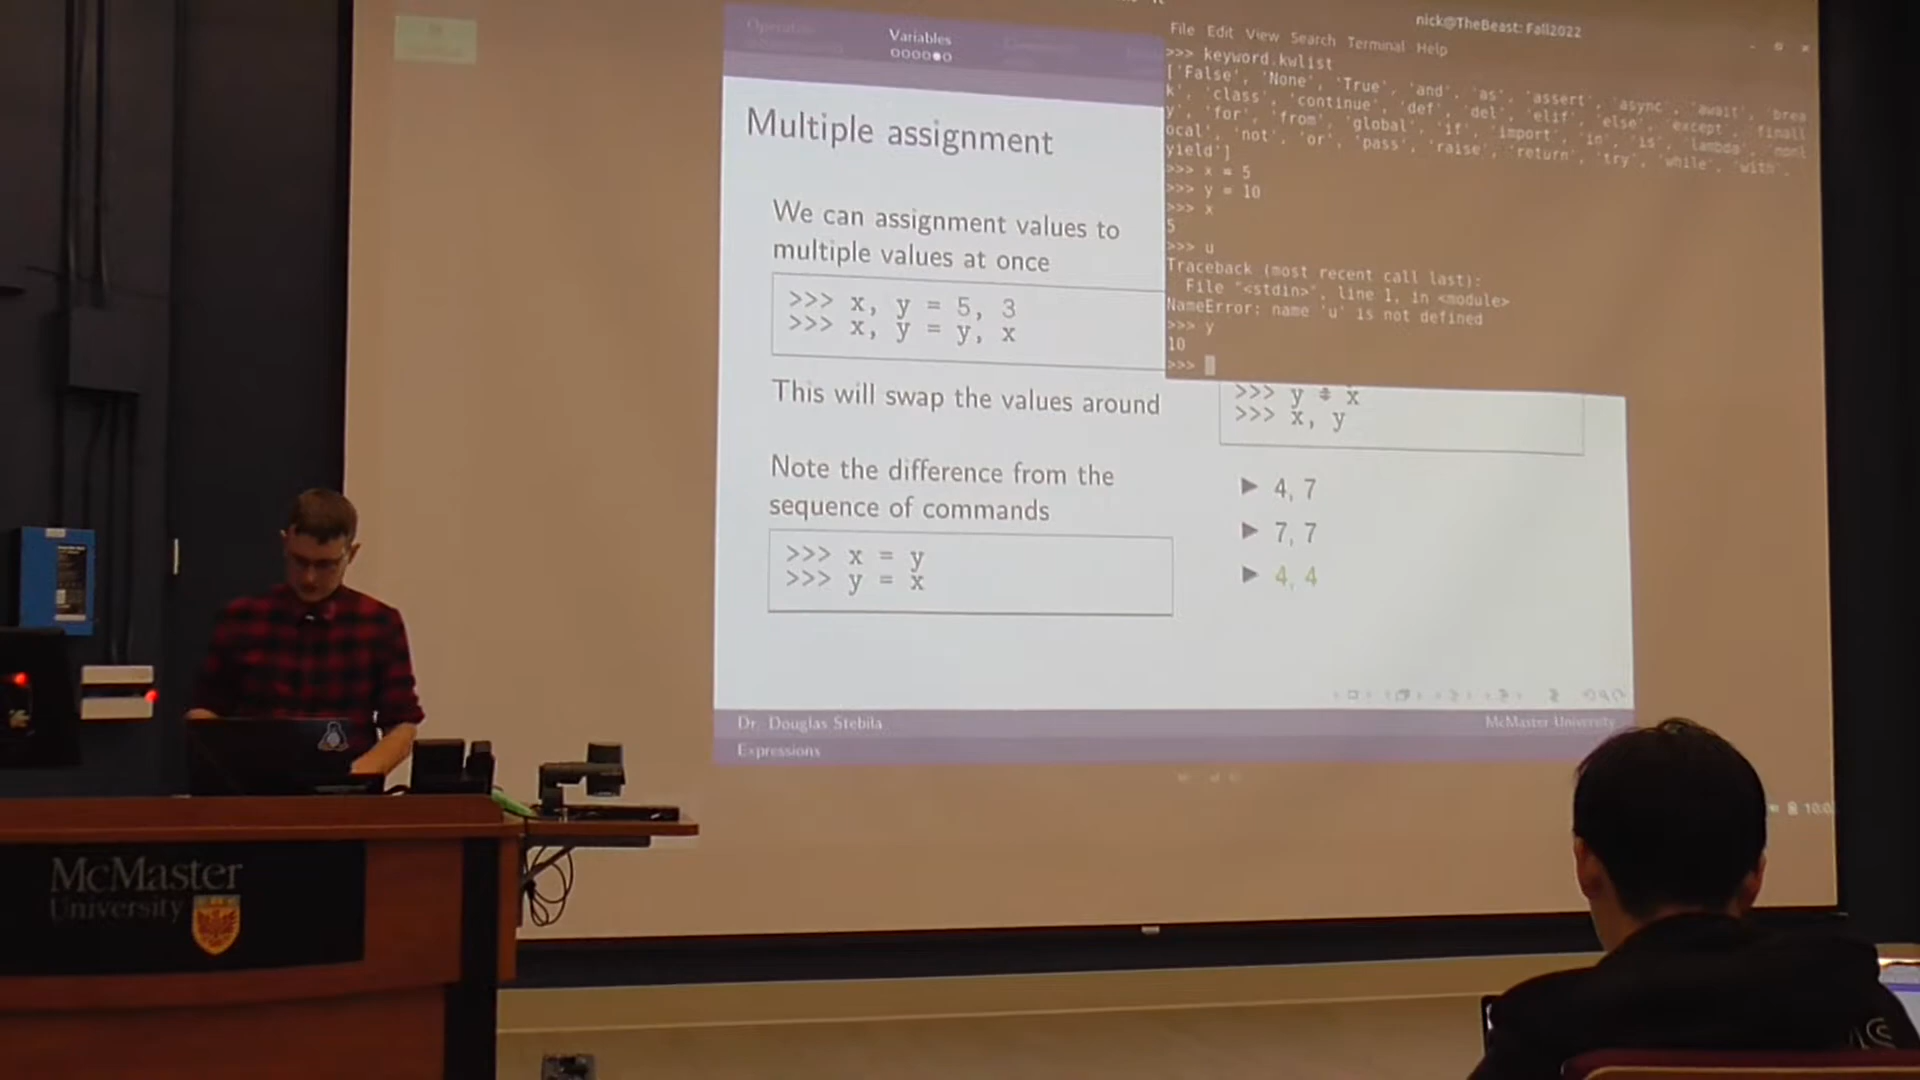 Variables
Multiple assignment
We can assignment values to
multiple values at once
>>> x, y = 5, 3
>>> x, y = y, x
This will swap the values around
Note the difference from the
sequence of commands
>>> x = y
>>> y = x
nick@TheBeast: Fall2022
File Edit View Search Terminal Help
>>> keyword.kwlist
['False', 'None', 'True', 'and', 'as', 'assert', 'async', 'await', 'brea
k', 'class', 'continue', 'def', 'del', 'elif', 'else', 'except', 'finall
y', 'for', 'from', 'global', 'if', 'import', 'in', 'is', 'lambda', 'nonl
ocal', 'not', 'or', 'pass', 'raise', 'return', 'try', 'while', 'with',
yield']
>>> x = 5
>>> y = 10
>>> x
5
>>> u
Traceback (most recent call last):
File "<stdin>", line 1, in <module>
NameError: name 'u' is not defined
>>> y
10
>>>
>>> y = x
>>> x, y
4, 7
7, 7
4, 4
Dr. Douglas Stebila
McMaster University
Expressions
McMaster
University